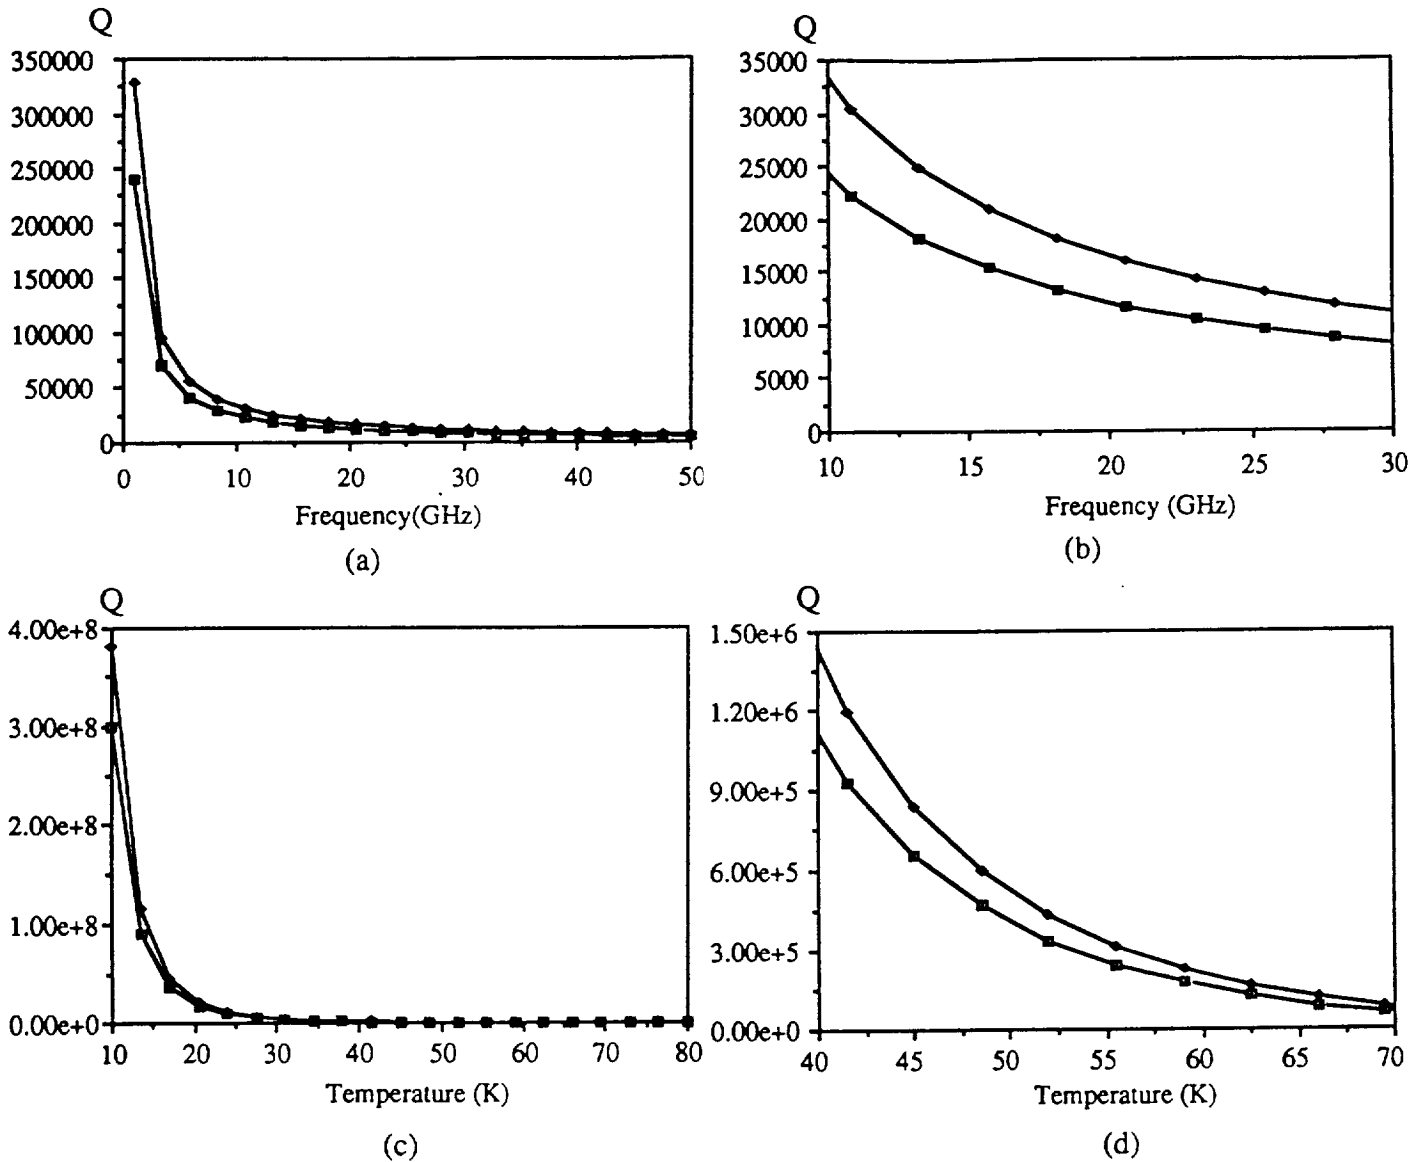 Q
350000
300000
250000
200000
150000
100000
50000
0
0 10 20 30 40 50
Frequency(GHz)
(a)
Q
35000
30000
25000
20000
15000
10000
5000
0
10 15 20 25 30
Frequency (GHz)
(b)
Q
4.00e+8
3.00e+8
2.00e+8
1.00e+8
0.00e+0
10 20 30 40 50 60 70 80
Temperature (K)
(c)
Q
1.50e+6
1.20e+6
9.00e+5
6.00e+5
3.00e+5
0.00e+0
40 45 50 55 60 65 70
Temperature (K)
(d)